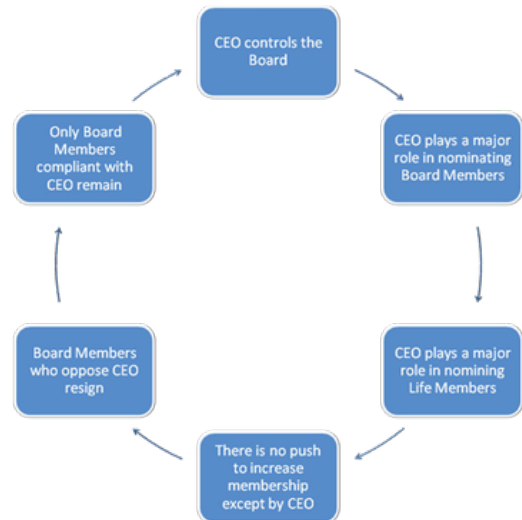 CEO controls the
Board
CEO plays a major
role in nominating
Board Members
CEO plays a major
role in nomining
Life Members
There is no push
to increase
membership
except by CEO
Board Members
who oppose CEO
resign
Only Board
Members
compliant with
CEO remain